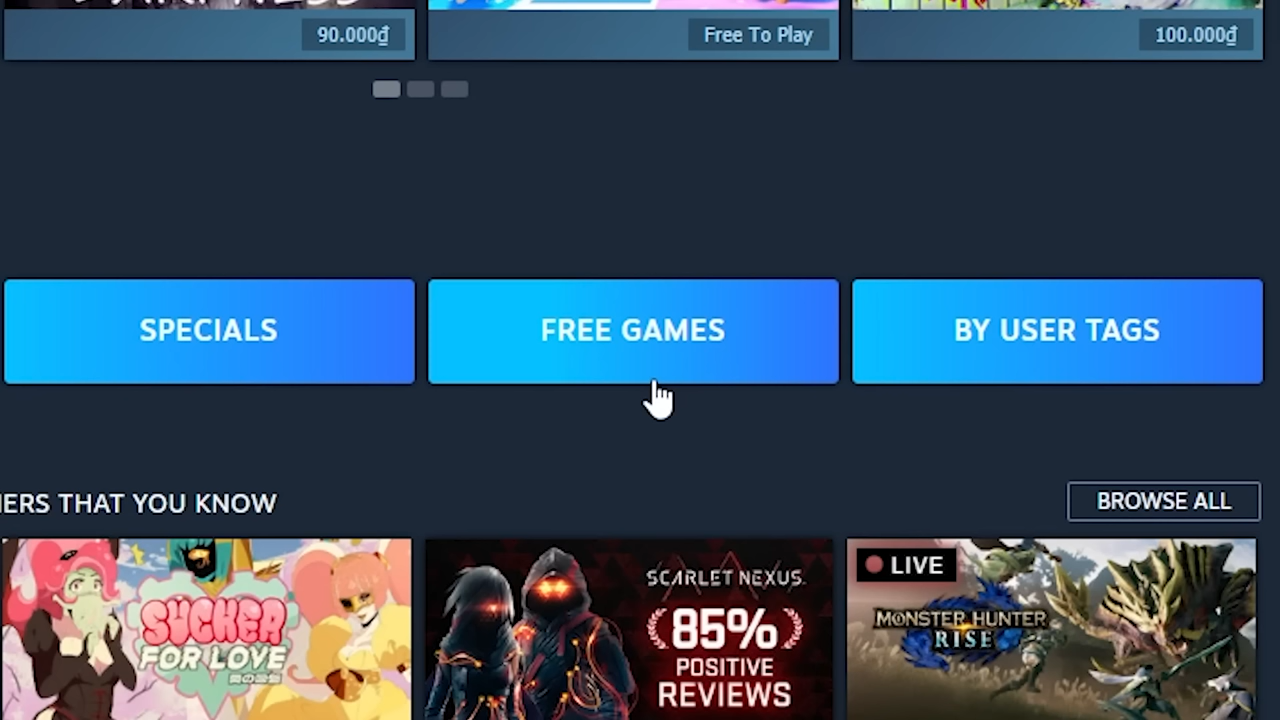 90.000₫
Free To Play
100.000₫
SPECIALS
FREE GAMES
BY USER TAGS
ERS THAT YOU KNOW
BROWSE ALL
SUCKER
FOR LOVE
SCARLET NEXUS
85%
POSITIVE
REVIEWS
LIVE
MONSTER HUNTER
RISE